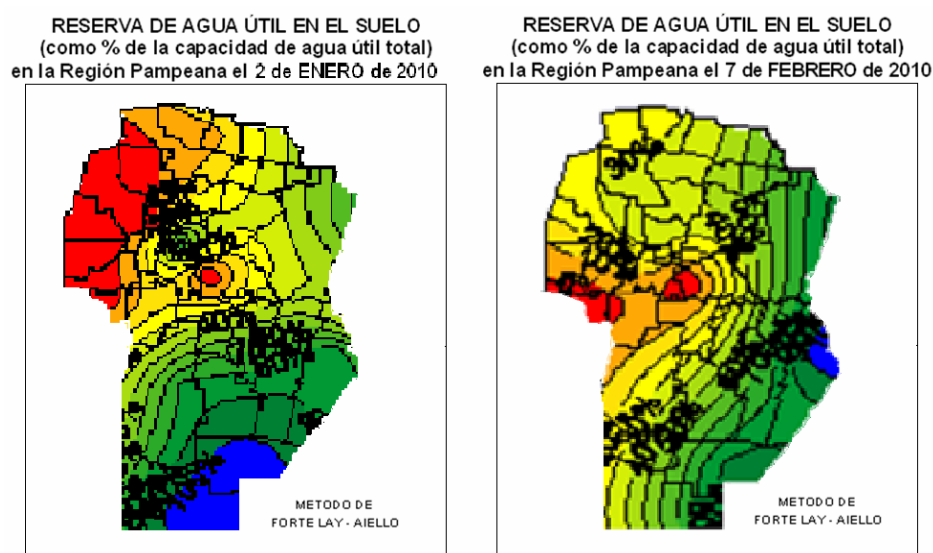 RESERVA DE AGUA ÚTIL EN EL SUELO
(como % de la capacidad de agua útil total)
en la Región Pampeana el 2 de ENERO de 2010
METODO DE
FORTE LAY - AIELLO
RESERVA DE AGUA ÚTIL EN EL SUELO
(como % de la capacidad de agua útil total)
en la Región Pampeana el 7 de FEBRERO de 2010
30%
METODO DE
FORTE LAY - AIELLO